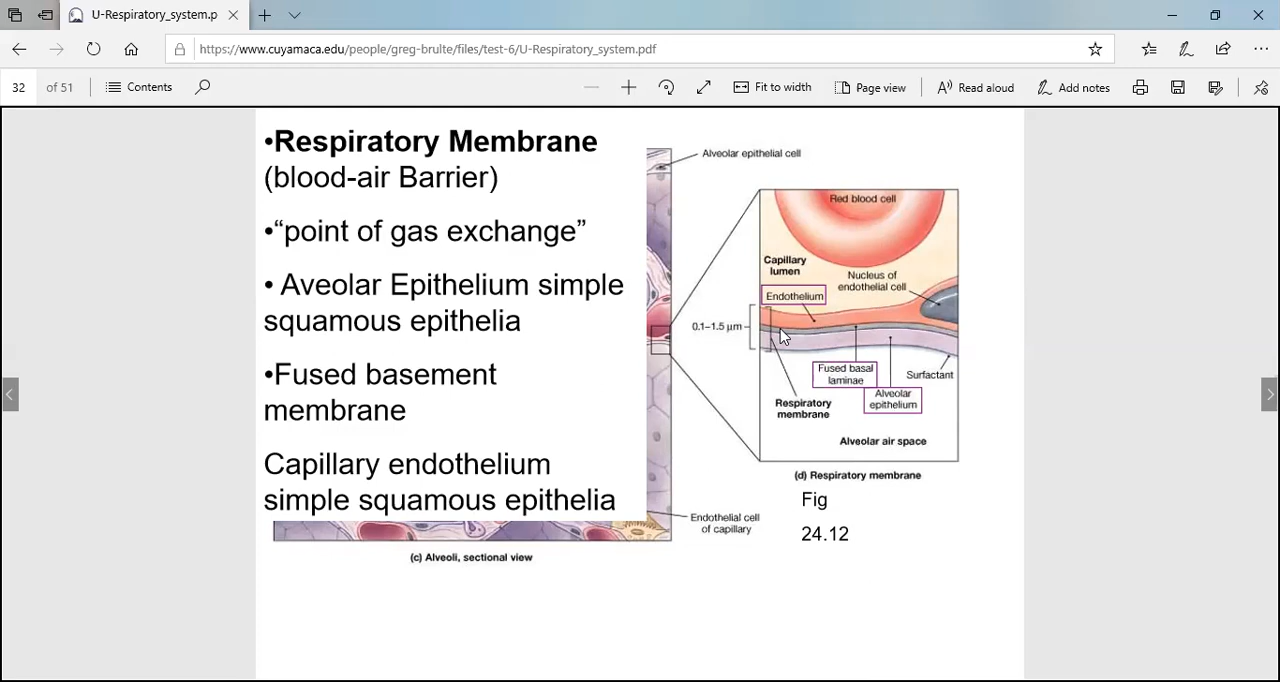 U-Respiratory_system.p
https://www.cuyamaca.edu/people/greg-brulte/files/test-6/U-Respiratory_system.pdf
32 of 51 Contents Fit to width Page view Read aloud Add notes
•Respiratory Membrane
(blood-air Barrier)
•“point of gas exchange”
• Aveolar Epithelium simple
squamous epithelia
•Fused basement
membrane
Capillary endothelium
simple squamous epithelia
Alveolar epithelial cell
Red blood cell
Capillary
lumen
Nucleus of
endothelial cell
Endothelium
0.1–1.5 µm
Fused basal
laminae
Surfactant
Alveolar
epithelium
Respiratory
membrane
Alveolar air space
(d) Respiratory membrane
Endothelial cell
of capillary
Fig
24.12
(c) Alveoli, sectional view